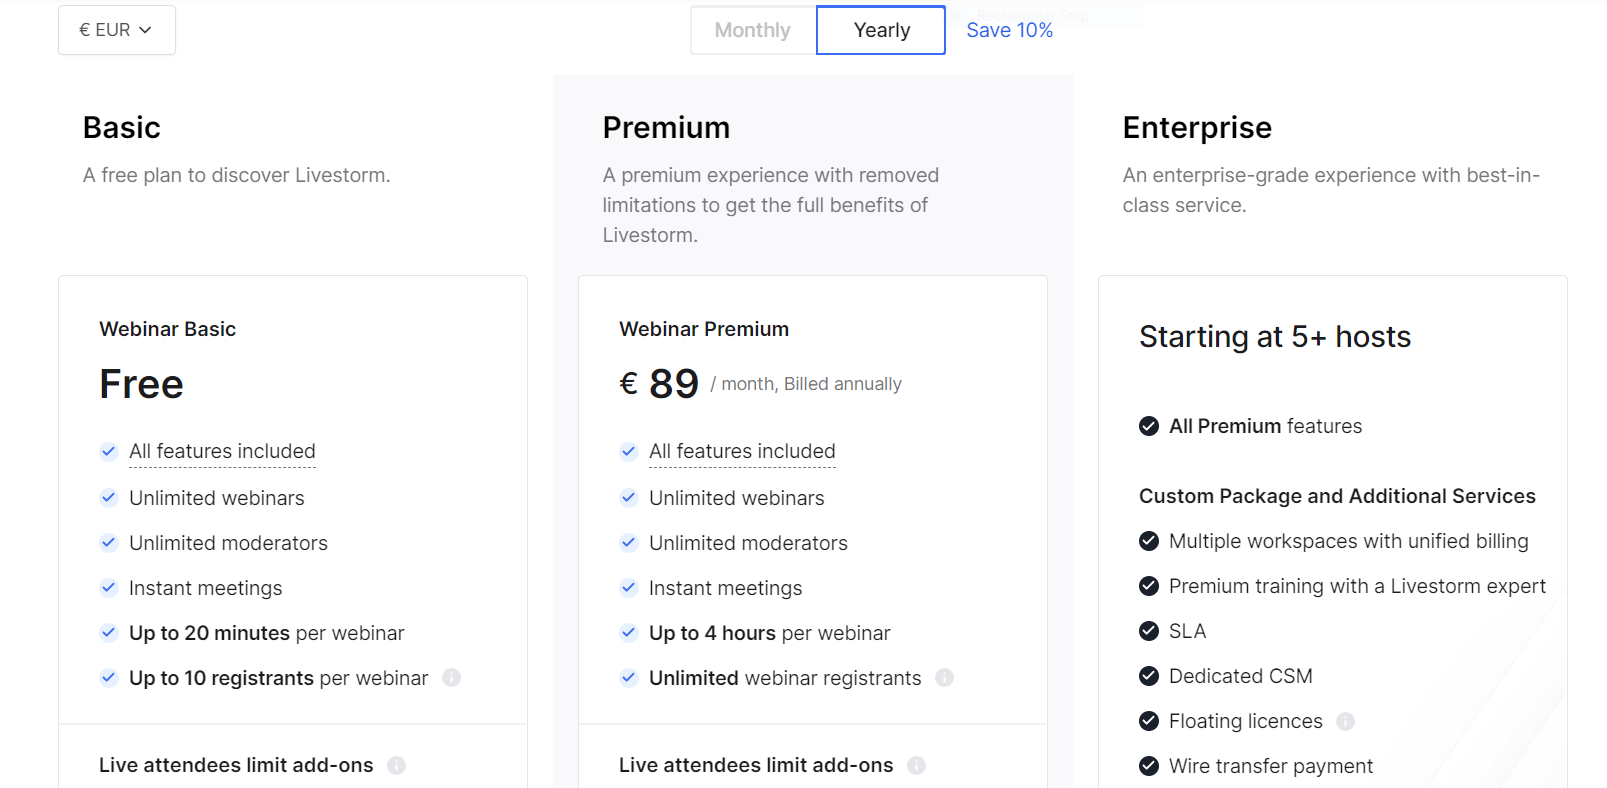 € EUR
Monthly
Yearly
Save 10%
Rectangular Snip
Basic
A free plan to discover Livestorm.
Webinar Basic
Free
All features included
Unlimited webinars
Unlimited moderators
Instant meetings
Up to 20 minutes per webinar
Up to 10 registrants per webinar
Live attendees limit add-ons
Premium
A premium experience with removed
limitations to get the full benefits of
Livestorm.
Webinar Premium
€ 89 / month, Billed annually
All features included
Unlimited webinars
Unlimited moderators
Instant meetings
Up to 4 hours per webinar
Unlimited webinar registrants
Live attendees limit add-ons
Enterprise
An enterprise-grade experience with best-in-
class service.
Starting at 5+ hosts
All Premium features
Custom Package and Additional Services
Multiple workspaces with unified billing
Premium training with a Livestorm expert
SLA
Dedicated CSM
Floating licences
Wire transfer payment